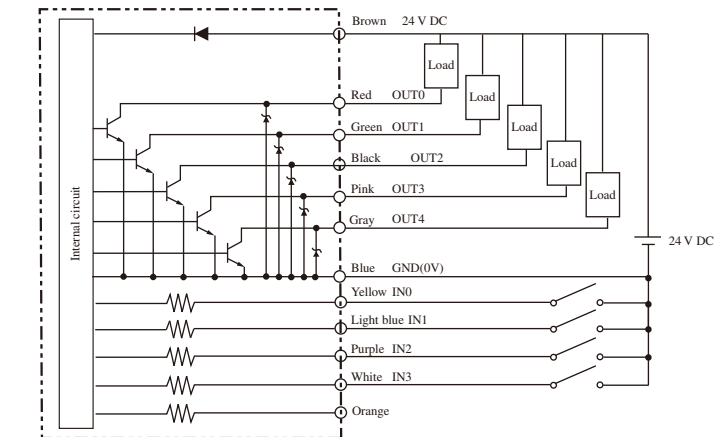 Brown 24 V DC
Load
Red OUT0
Load
Green OUT1
Load
Black OUT2
Load
Pink OUT3
Load
Gray OUT4
Internal circuit
24 V DC
Blue GND(0V)
Yellow IN0
Light blue IN1
Purple IN2
White IN3
Orange